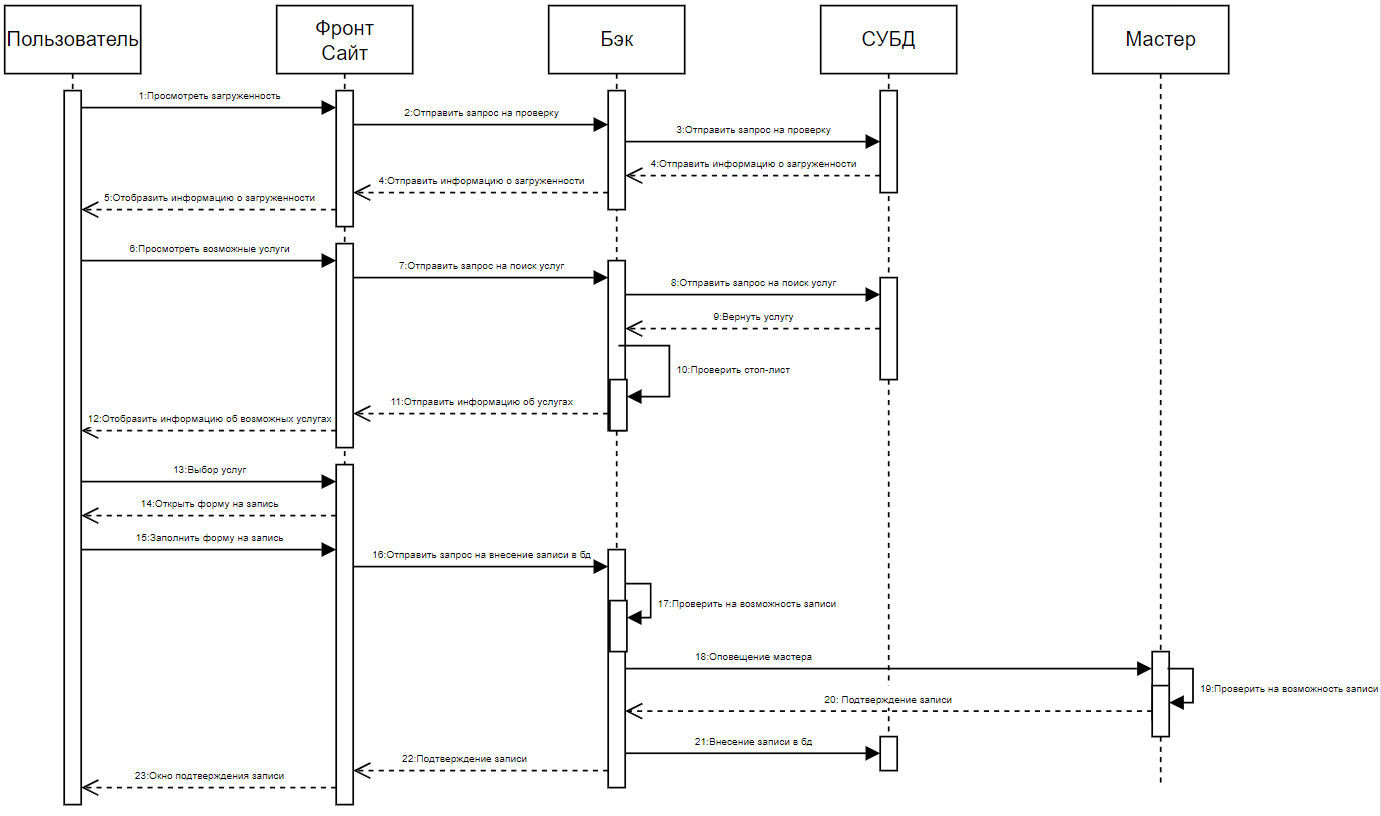 Пользователь
Фронт
Сайт
Бэк
СУБД
Мастер
1:Просмотреть загруженность
2:Отправить запрос на проверку
3:Отправить запрос на проверку
4:Отправить информацию о загруженности
4:Отправить информацию о загруженности
5:Отобразить информацию о загруженности
6:Просмотреть возможные услуги
7:Отправить запрос на поиск услуг
8:Отправить запрос на поиск услуг
9:Вернуть услугу
10:Проверить стоп-лист
11:Отправить информацию об услугах
12:Отобразить информацию об возможных услугах
13:Выбор услуг
14:Открыть форму на запись
15:Заполнить форму на запись
16:Отправить запрос на внесение записи в бд
17:Проверить на возможность записи
18:Оповещение мастера
19:Проверить на возможность записи
20: Подтверждение записи
21:Внесение записи в бд
22:Подтверждение записи
23:Окно подтверждения записи